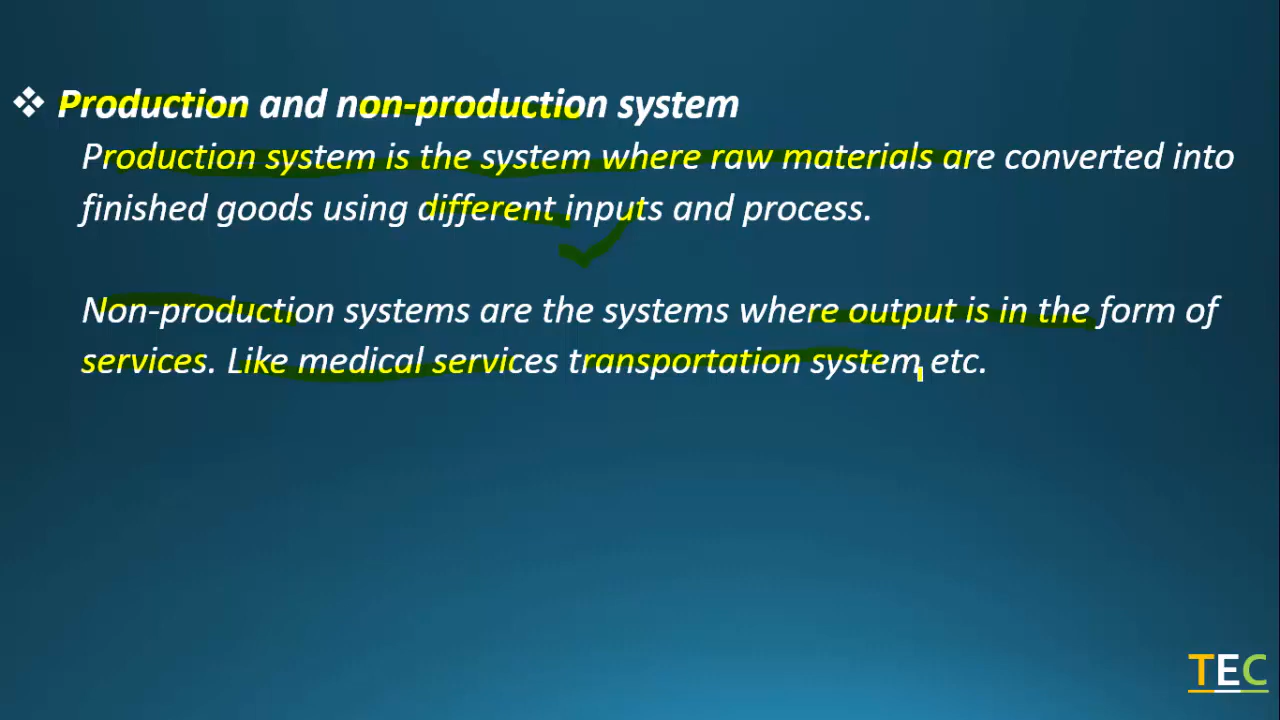 ❖ Production and non-production system
Production system is the system where raw materials are converted into
finished goods using different inputs and process.
Non-production systems are the systems where output is in the form of
services. Like medical services transportation system etc.
TEC